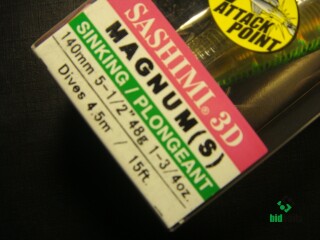 ATTACK
POINT
SASHIMI® 3D
MAGNUM(S)
SINKING / PLONGEANT
140mm 5-1/2" 48g 1-3/4oz.
Dives 4.5m / 15ft.
bid